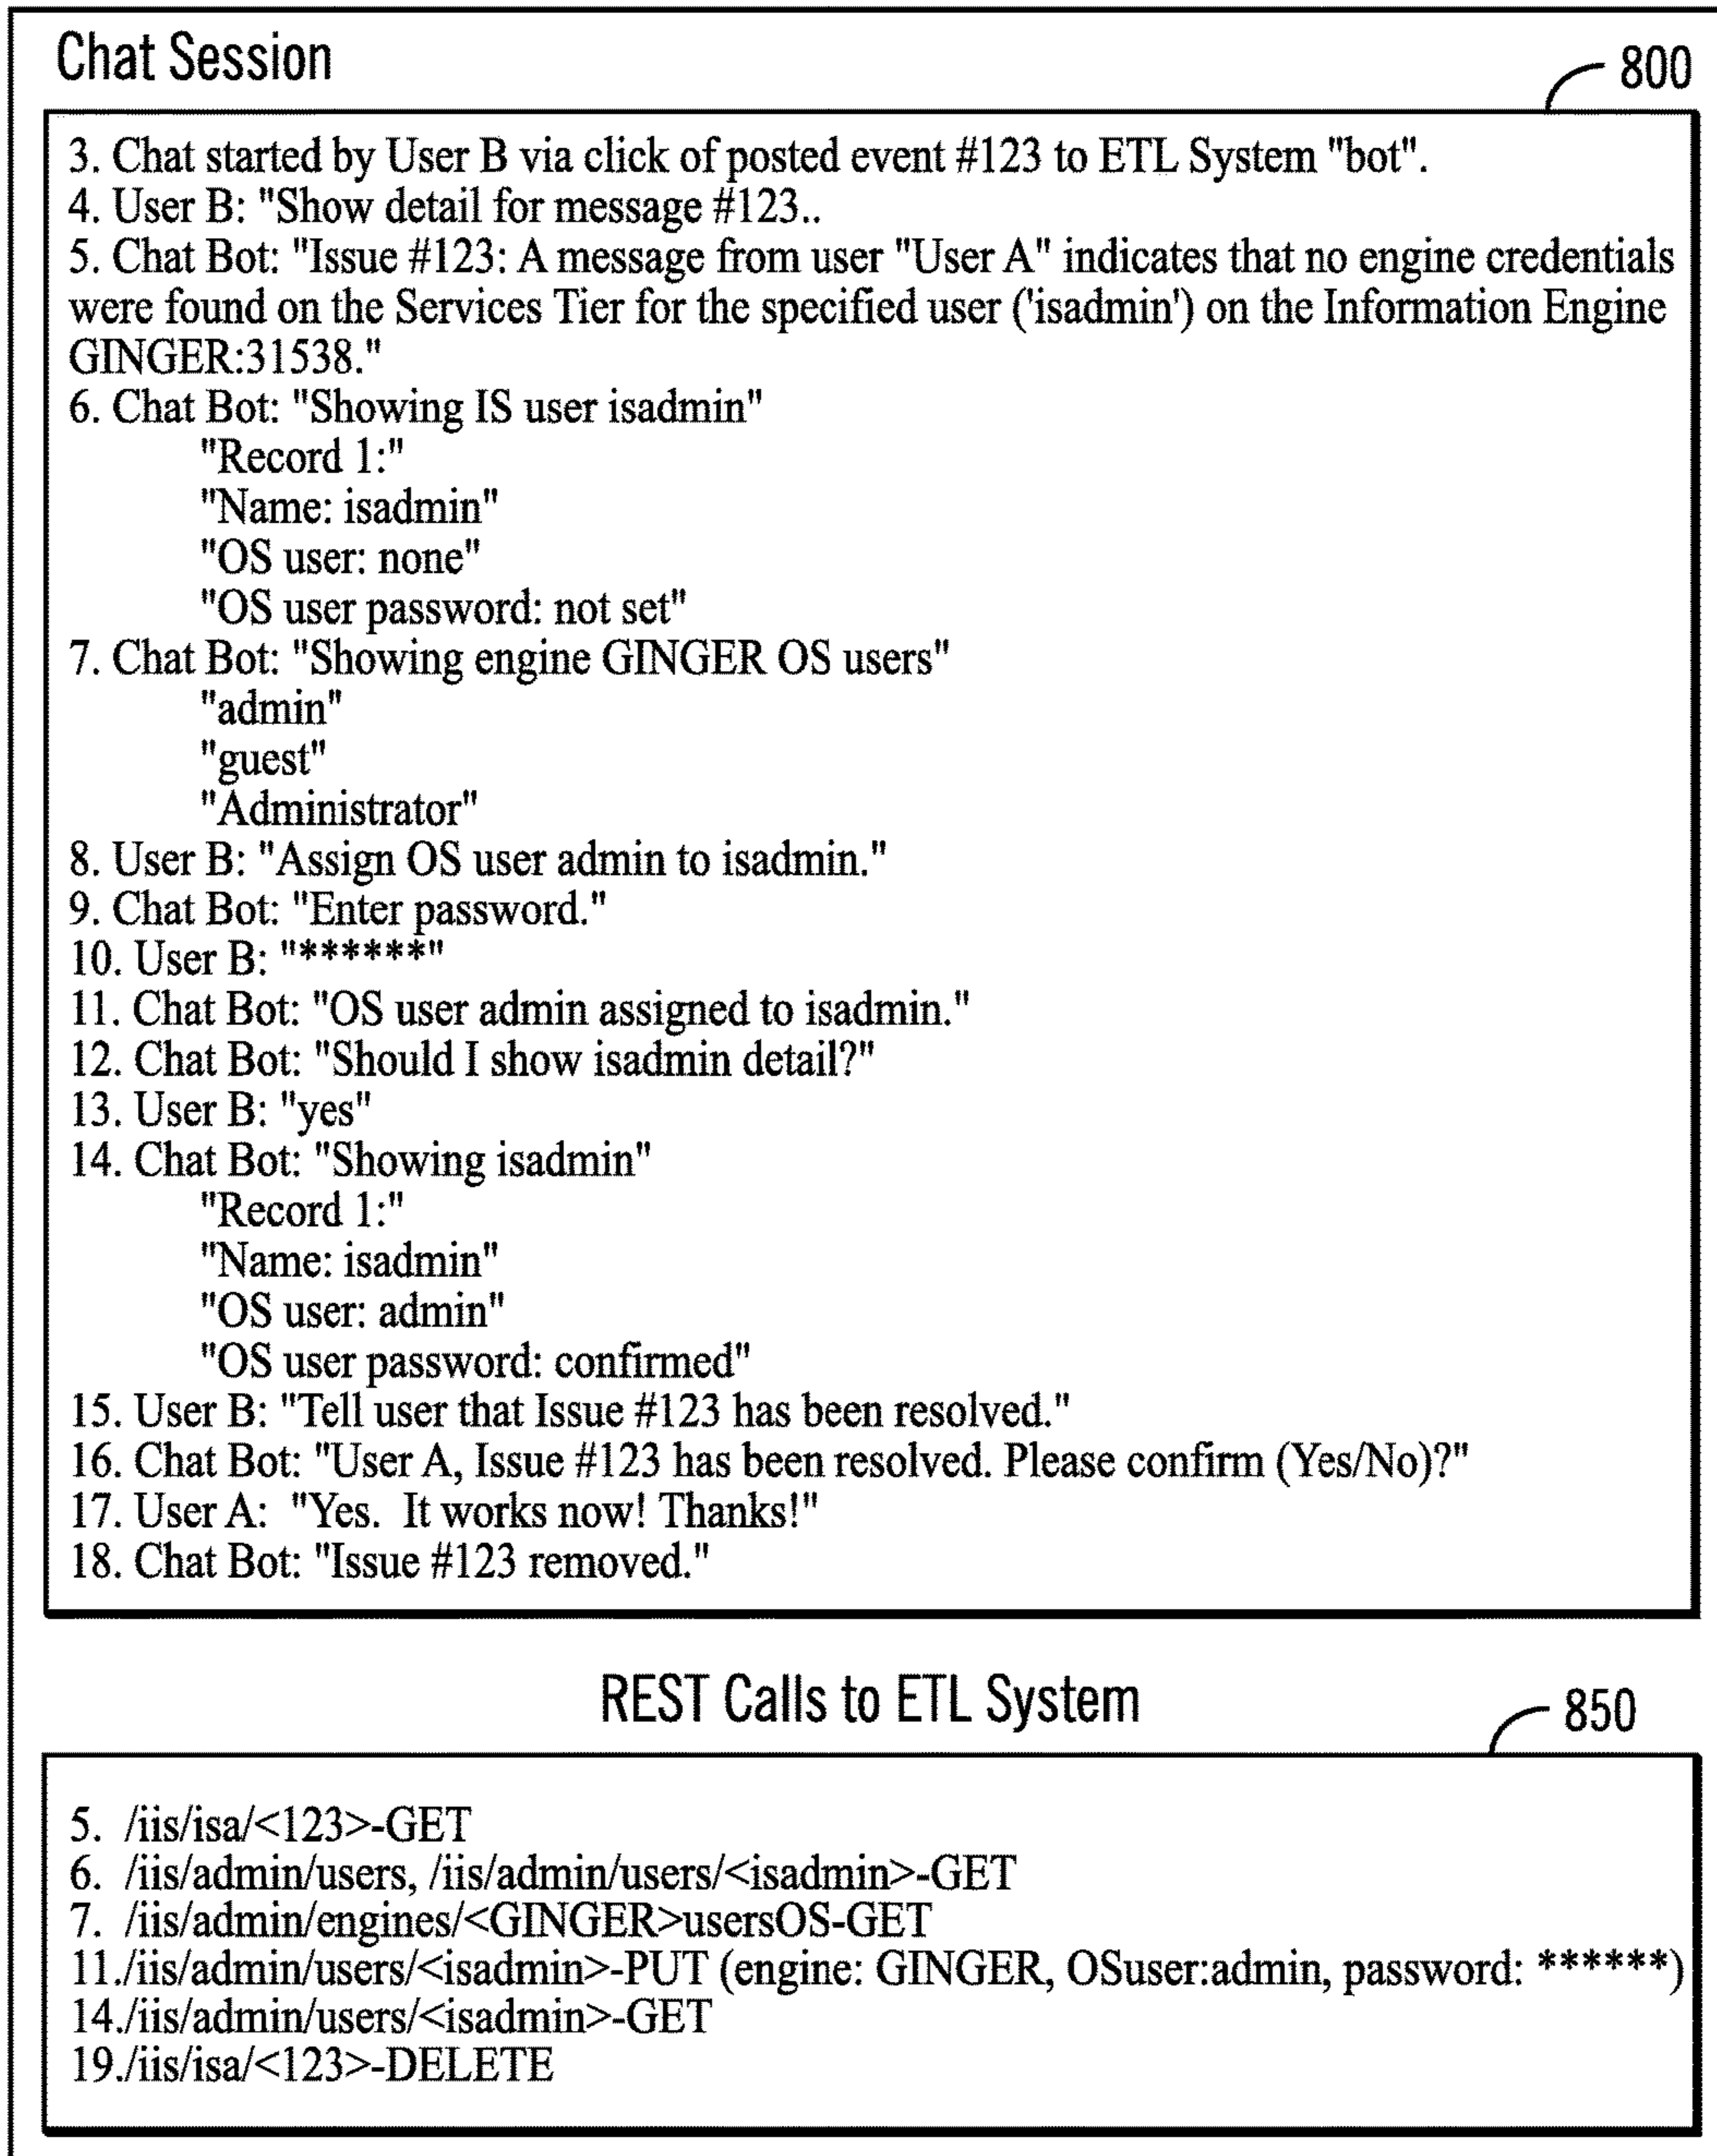 Chat Session
800
3. Chat started by User B via click of posted event #123 to ETL System "bot".
4. User B: "Show detail for message #123..
5. Chat Bot: "Issue #123: A message from user "User A" indicates that no engine credentials
were found on the Services Tier for the specified user ('isadmin') on the Information Engine
GINGER:31538."
6. Chat Bot: "Showing IS user isadmin"
"Record 1:"
"Name: isadmin"
"OS user: none"
"OS user password: not set"
7. Chat Bot: "Showing engine GINGER OS users"
"admin"
"guest"
"Administrator"
8. User B: "Assign OS user admin to isadmin."
9. Chat Bot: "Enter password."
10. User B: "******"
11. Chat Bot: "OS user admin assigned to isadmin."
12. Chat Bot: "Should I show isadmin detail?"
13. User B: "yes"
14. Chat Bot: "Showing isadmin"
"Record 1:"
"Name: isadmin"
"OS user: admin"
"OS user password: confirmed"
15. User B: "Tell user that Issue #123 has been resolved."
16. Chat Bot: "User A, Issue #123 has been resolved. Please confirm (Yes/No)?"
17. User A: "Yes. It works now! Thanks!"
18. Chat Bot: "Issue #123 removed."
REST Calls to ETL System
850
5. /iis/isa/<123>-GET
6. /iis/admin/users, /iis/admin/users/<isadmin>-GET
7. /iis/admin/engines/<GINGER>usersOS-GET
11./iis/admin/users/<isadmin>-PUT (engine: GINGER, OSuser:admin, password: ******)
14./iis/admin/users/<isadmin>-GET
19./iis/isa/<123>-DELETE